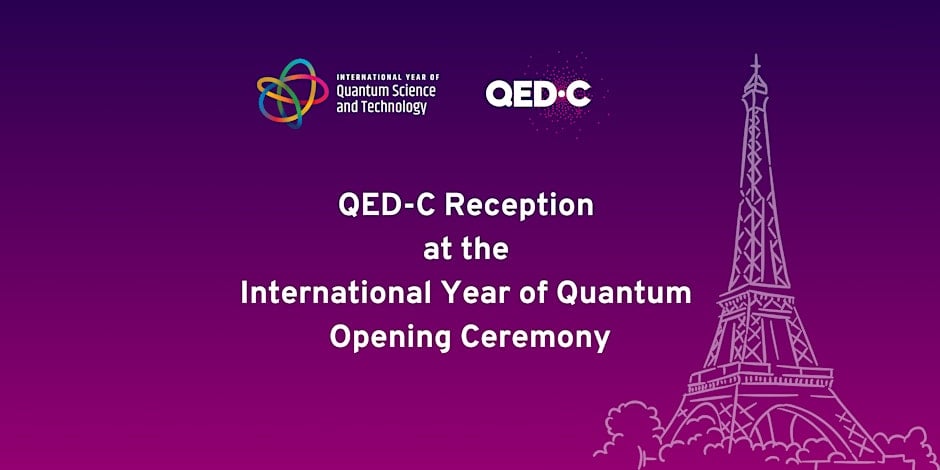 INTERNATIONAL YEAR OF
Quantum Science
and Technology
QED·C
QED-C Reception
at the
International Year of Quantum
Opening Ceremony